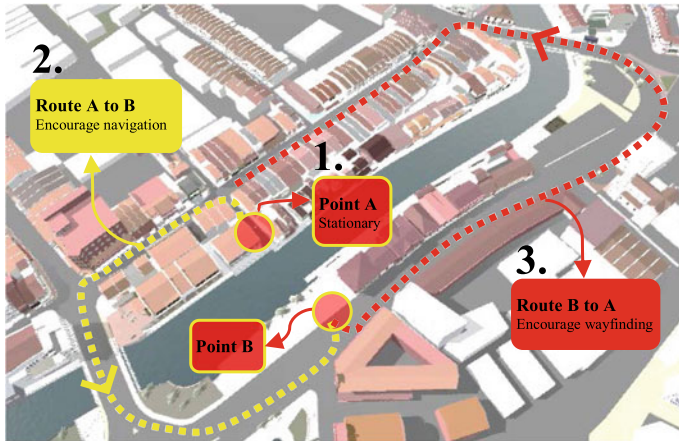 2.
Route A to B
Encourage navigation
1.
Point A
Stationary
3.
Route B to A
Encourage wayfinding
Point B